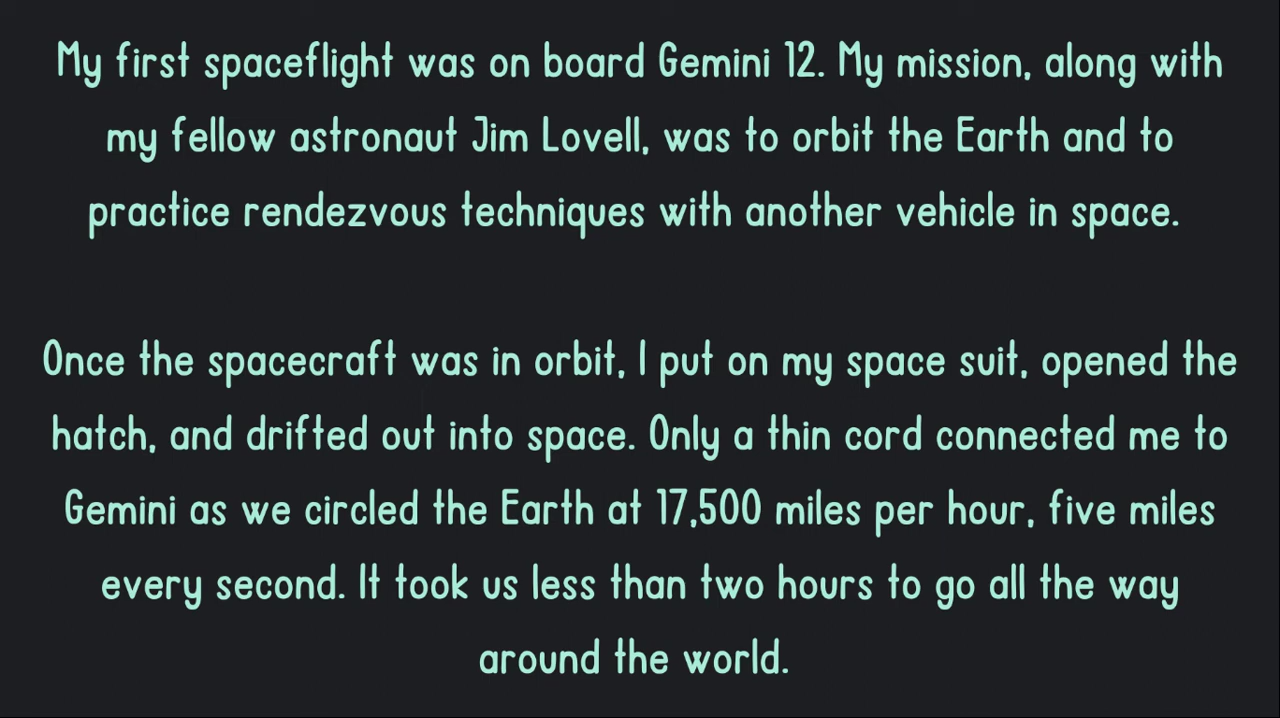 My first spaceflight was on board Gemini 12. My mission, along with
my fellow astronaut Jim Lovell, was to orbit the Earth and to
practice rendezvous techniques with another vehicle in space.
Once the spacecraft was in orbit, I put on my space suit, opened the
hatch, and drifted out into space. Only a thin cord connected me to
Gemini as we circled the Earth at 17,500 miles per hour, five miles
every second. It took us less than two hours to go all the way
around the world.